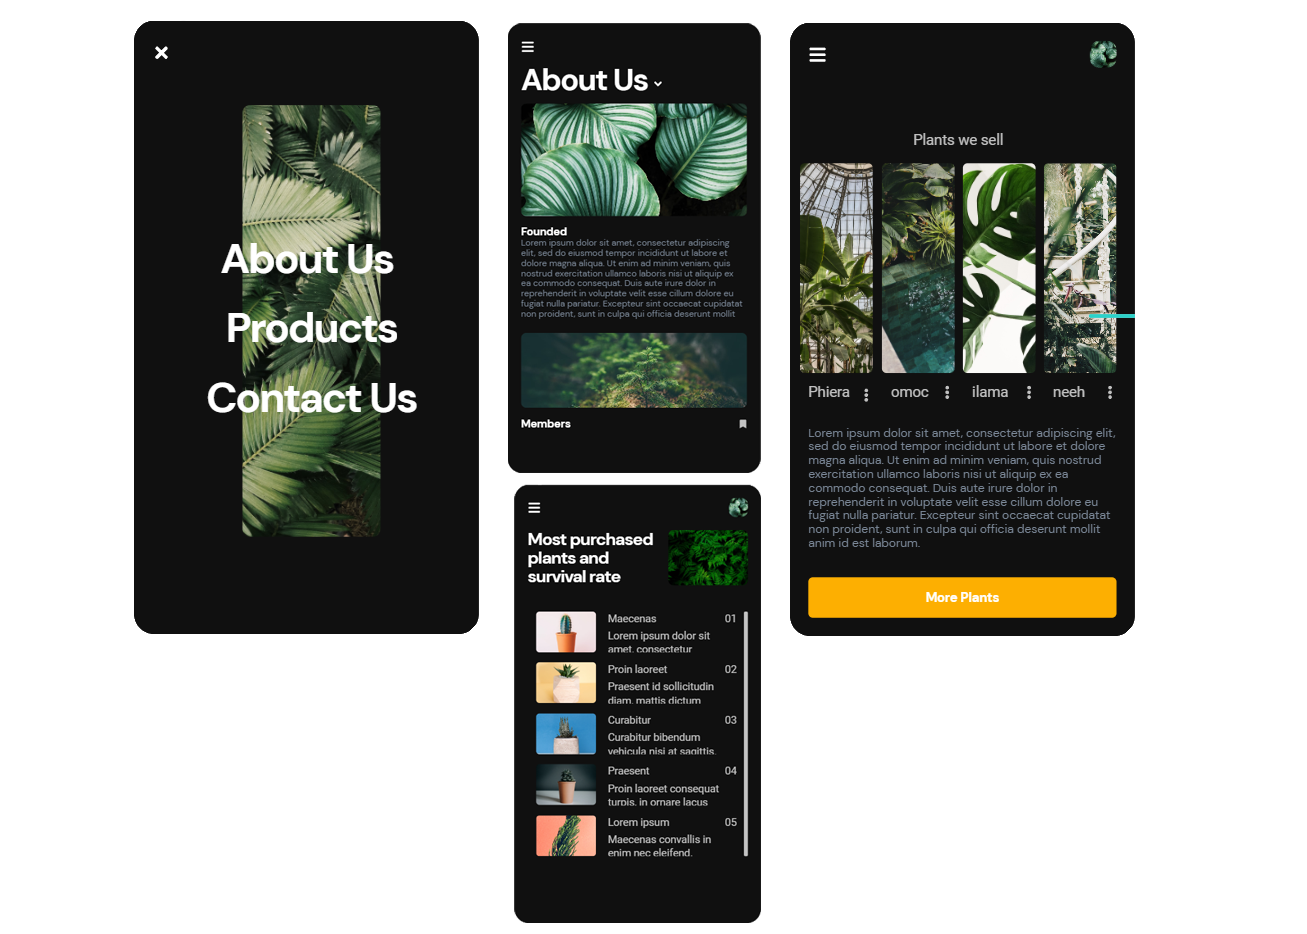 About Us
Products
Contact Us
About Us
Founded
Lorem ipsum dolor sit amet, consectetur adipiscing
elit, sed do eiusmod tempor incididunt ut labore et
dolore magna aliqua. Ut enim ad minim veniam, quis
nostrud exercitation ullamco laboris nisi ut aliquip ex
ea commodo consequat. Duis aute irure dolor in
reprehenderit in voluptate velit esse cillum dolore eu
fugiat nulla pariatur. Excepteur sint occaecat cupidatat
non proident, sunt in culpa qui officia deserunt mollit
Members
Most purchased
plants and
survival rate
Maecenas 01
Lorem ipsum dolor sit
amet, consectetur
Proin laoreet 02
Praesent id sollicitudin
diam, mattis dictum
Curabitur 03
Curabitur bibendum
vehicula nisi at sagittis.
Praesent 04
Proin laoreet consequat
turpis, in ornare lacus
Lorem ipsum 05
Maecenas convallis in
enim nec eleifend.
Plants we sell
Phiera omoc ilama neeh
Lorem ipsum dolor sit amet, consectetur adipiscing elit,
sed do eiusmod tempor incididunt ut labore et dolore
magna aliqua. Ut enim ad minim veniam, quis nostrud
exercitation ullamco laboris nisi ut aliquip ex ea
commodo consequat. Duis aute irure dolor in
reprehenderit in voluptate velit esse cillum dolore eu
fugiat nulla pariatur. Excepteur sint occaecat cupidatat
non proident, sunt in culpa qui officia deserunt mollit
anim id est laborum.
More Plants